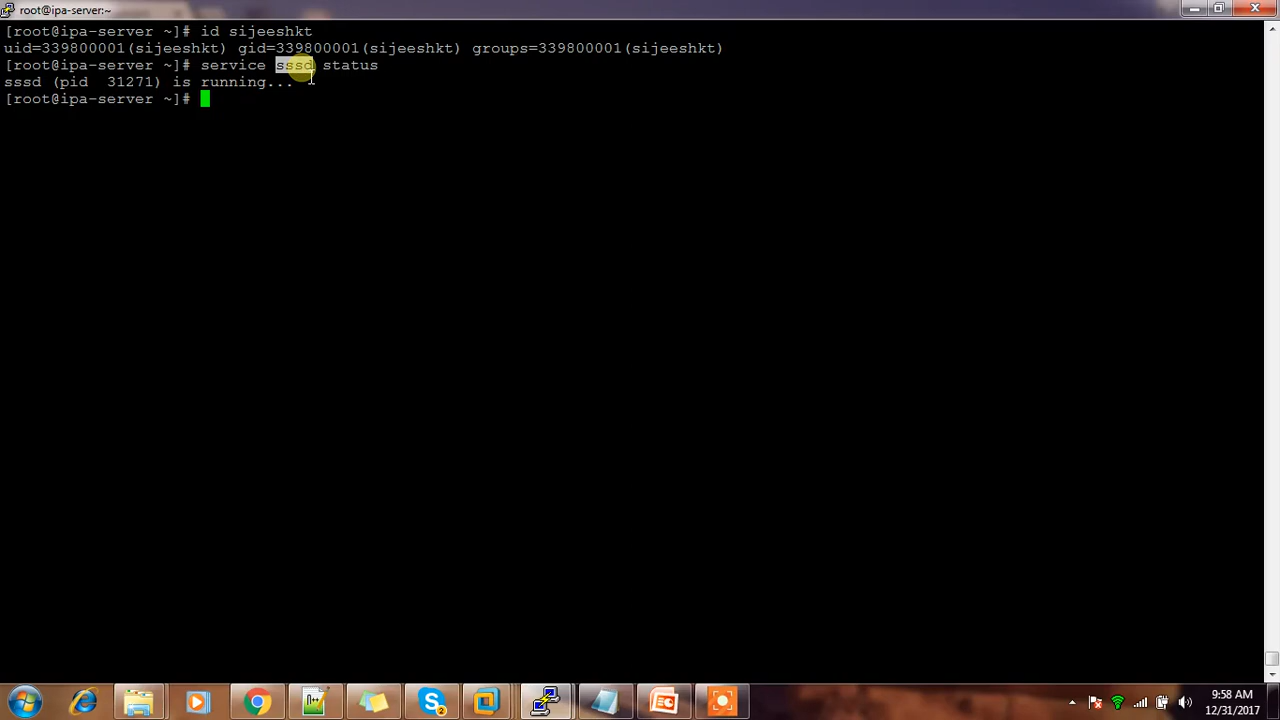 root@ipa-server:~
[root@ipa-server ~]# id sijeeshkt
uid=339800001(sijeeshkt) gid=339800001(sijeeshkt) groups=339800001(sijeeshkt)
[root@ipa-server ~]# service sssd status
sssd (pid  31271) is running...
[root@ipa-server ~]#
9:58 AM
12/31/2017